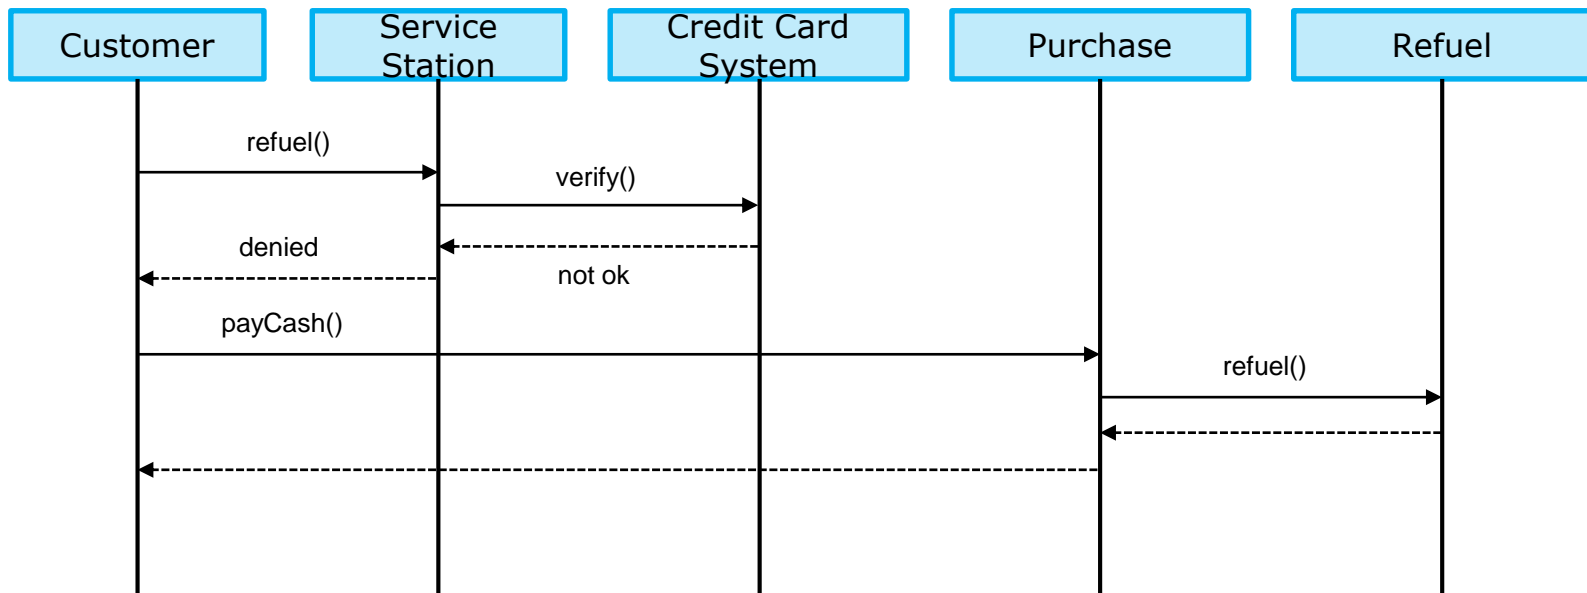 Customer
Service
Station
Credit Card
System
Purchase
Refuel
refuel()
verify()
denied
not ok
payCash()
refuel()